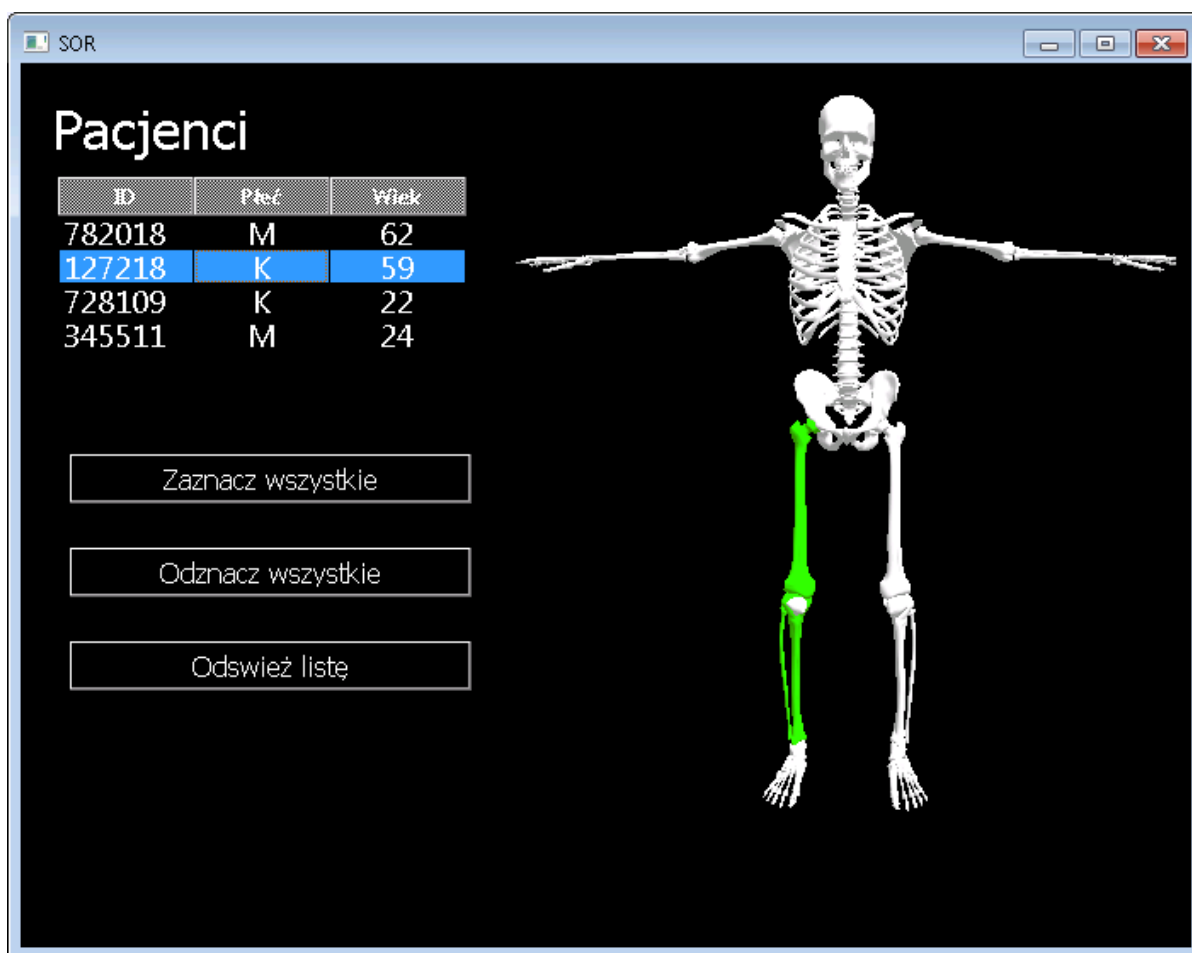 SOR
Pacjenci
ID Płeć Wiek
782018 M 62
127218 K 59
728109 K 22
345511 M 24
Zaznacz wszystkie
Odznacz wszystkie
Odswież listę